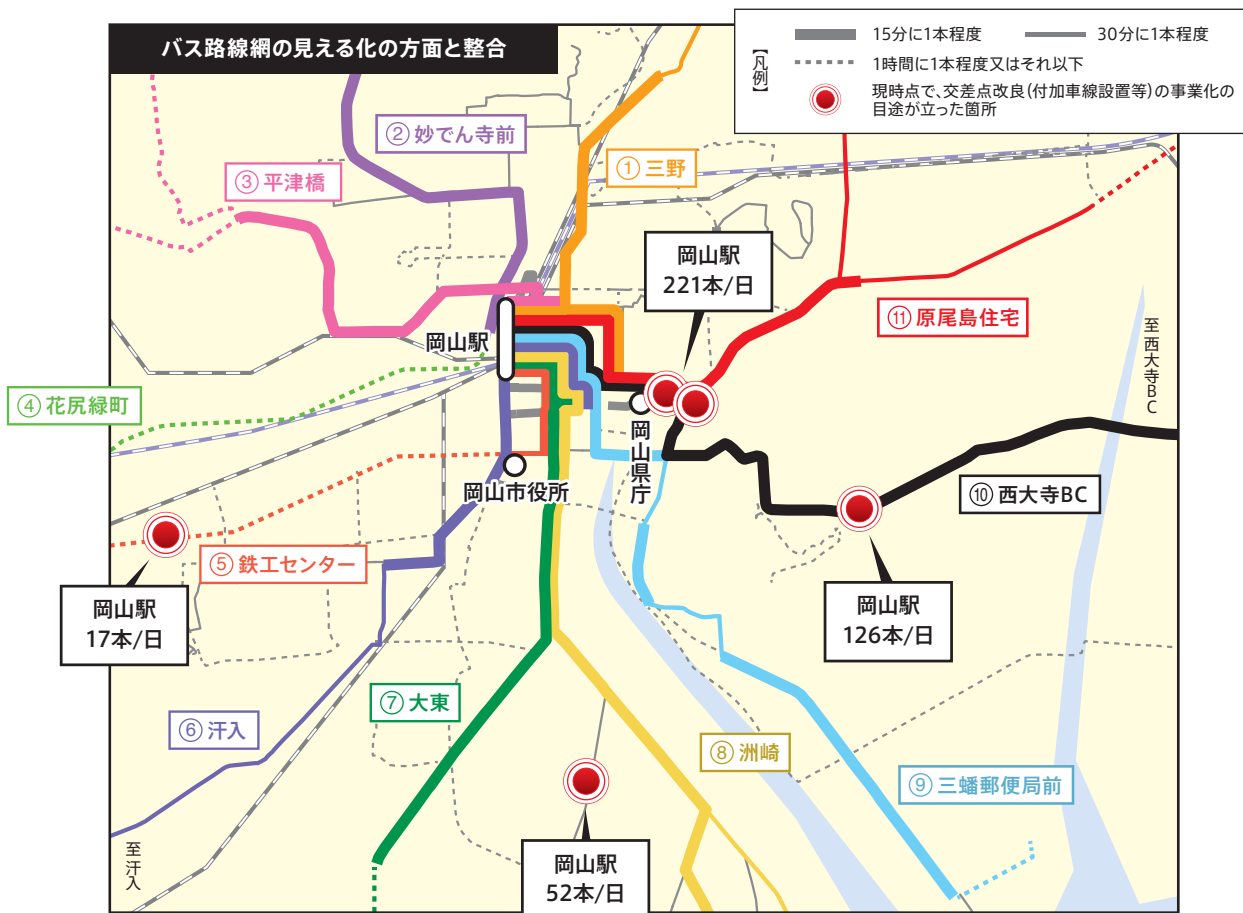 バス路線網の見える化の方面と整合
【凡例】
15分に1本程度
30分に1本程度
1時間に1本程度又はそれ以下
現時点で、交差点改良(付加車線設置等)の事業化の
目途が立った箇所
②妙でん寺前
①三野
③平津橋
岡山駅
221本/日
⑪原尾島住宅
至西大寺BC
岡山駅
④花尻緑町
岡山県庁
岡山市役所
⑩西大寺BC
⑤鉄工センター
岡山駅
17本/日
岡山駅
126本/日
⑦大東
⑥汗入
⑧洲崎
⑨三蟠郵便局前
至汗入
岡山駅
52本/日